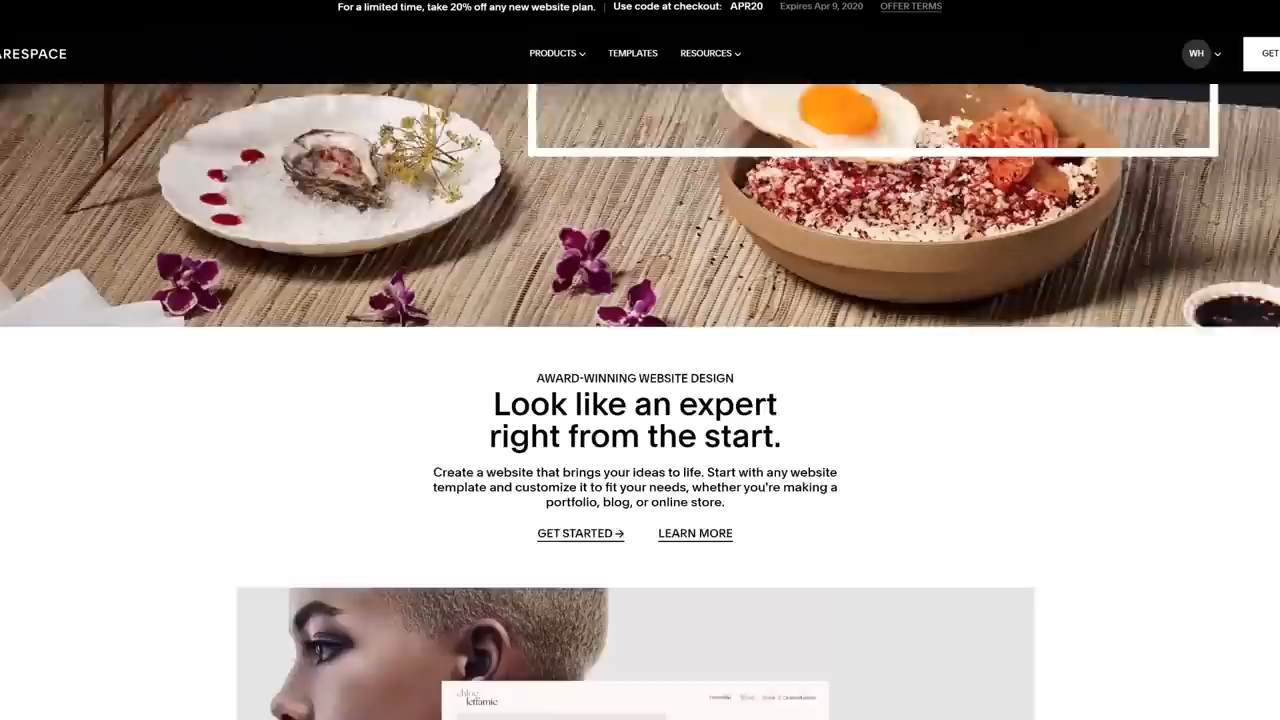 For a limited time, take 20% off any new website plan. | Use code at checkout: APR20 Expires Apr 9, 2020 OFFER TERMS
ARESPACE PRODUCTS TEMPLATES RESOURCES WH GET
AWARD-WINNING WEBSITE DESIGN
Look like an expert
right from the start.
Create a website that brings your ideas to life. Start with any website
template and customize it to fit your needs, whether you're making a
portfolio, blog, or online store.
GET STARTED → LEARN MORE